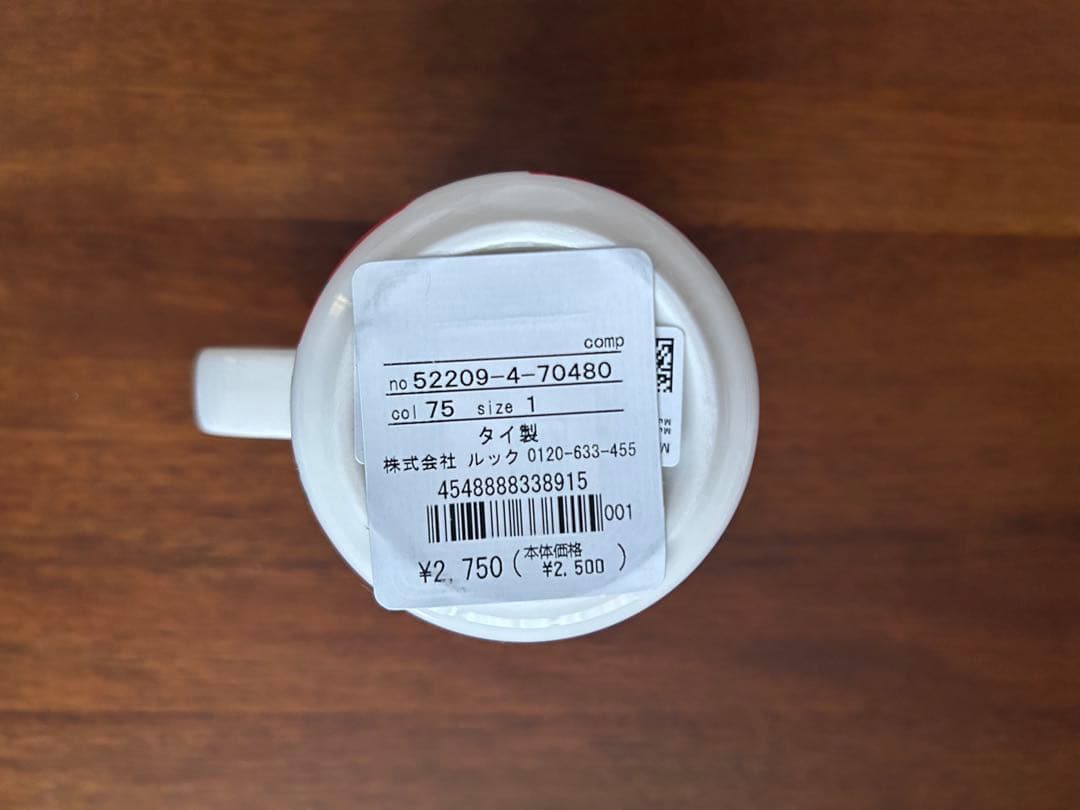 comp
no 52209-4-70480
col 75 size 1
タイ製
株式会社 ルック 0120-633-455
4548888338915
001
¥2,750(本体価格 ¥2,500)